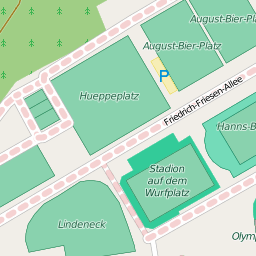 August-Bier-Platz
August-Bier-Platz
P
Hueppeplatz
Friedrich-Friesen-Allee
Hanns-B
Stadion
auf dem
Wurfplatz
Lindeneck
Olymp